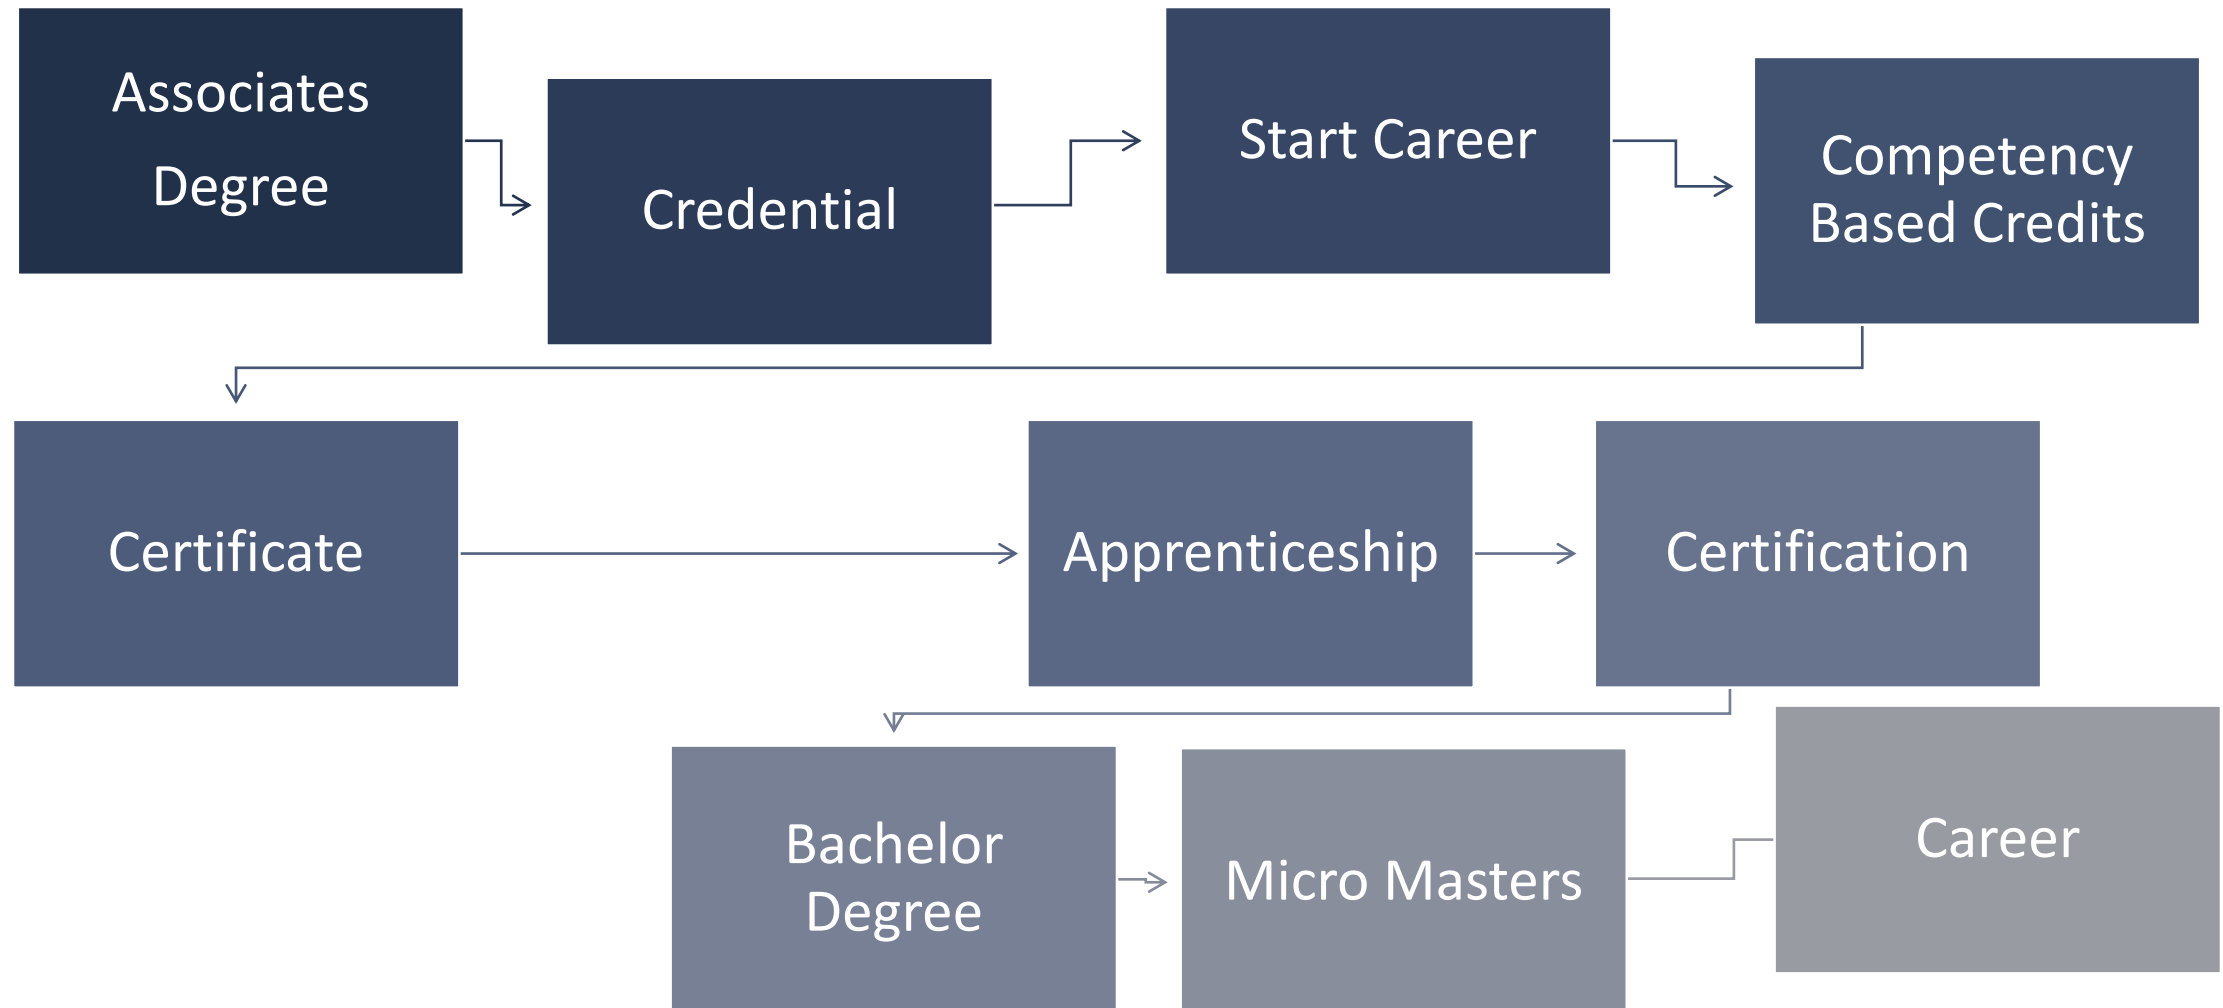 Associates
Degree
Credential
Start Career
Competency
Based Credits
Certificate
Apprenticeship
Certification
Bachelor
Degree
Micro Masters
Career